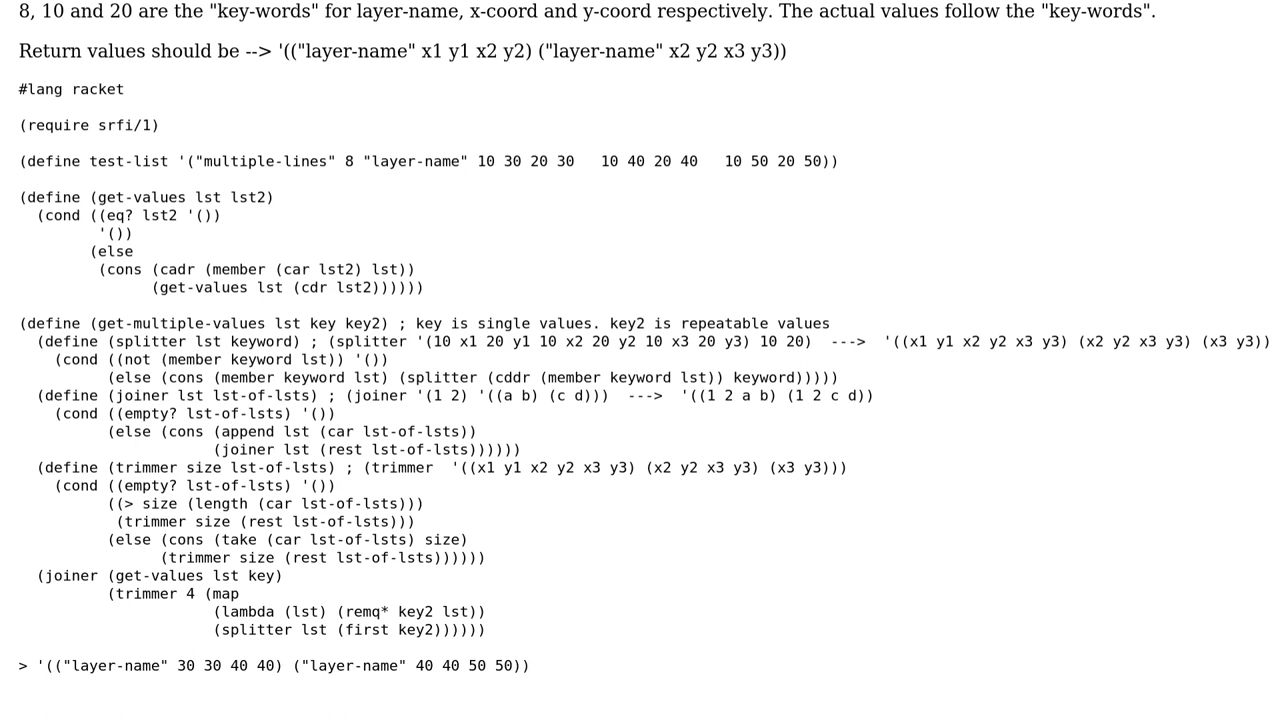 8, 10 and 20 are the "key-words" for layer-name, x-coord and y-coord respectively. The actual values follow the "key-words".
Return values should be --> '(("layer-name" x1 y1 x2 y2) ("layer-name" x2 y2 x3 y3))
#lang racket
(require srfi/1)
(define test-list '("multiple-lines" 8 "layer-name" 10 30 20 30   10 40 20 40   10 50 20 50))
(define (get-values lst lst2)
  (cond ((eq? lst2 '())
         '())
        (else
         (cons (cadr (member (car lst2) lst))
               (get-values lst (cdr lst2))))))
(define (get-multiple-values lst key key2) ; key is single values. key2 is repeatable values
  (define (splitter lst keyword) ; (splitter '(10 x1 20 y1 10 x2 20 y2 10 x3 20 y3) 10 20)  --->  '((x1 y1 x2 y2 x3 y3) (x2 y2 x3 y3) (x3 y3))
    (cond ((not (member keyword lst)) '())
          (else (cons (member keyword lst) (splitter (cddr (member keyword lst)) keyword)))))
  (define (joiner lst lst-of-lsts) ; (joiner '(1 2) '((a b) (c d)))  --->  '((1 2 a b) (1 2 c d))
    (cond ((empty? lst-of-lsts) '())
          (else (cons (append lst (car lst-of-lsts))
                      (joiner lst (rest lst-of-lsts))))))
  (define (trimmer size lst-of-lsts) ; (trimmer  '((x1 y1 x2 y2 x3 y3) (x2 y2 x3 y3) (x3 y3)))
    (cond ((empty? lst-of-lsts) '())
          ((> size (length (car lst-of-lsts)))
           (trimmer size (rest lst-of-lsts)))
          (else (cons (take (car lst-of-lsts) size)
                (trimmer size (rest lst-of-lsts))))))
  (joiner (get-values lst key)
          (trimmer 4 (map
                      (lambda (lst) (remq* key2 lst))
                      (splitter lst (first key2))))))
> '(("layer-name" 30 30 40 40) ("layer-name" 40 40 50 50))